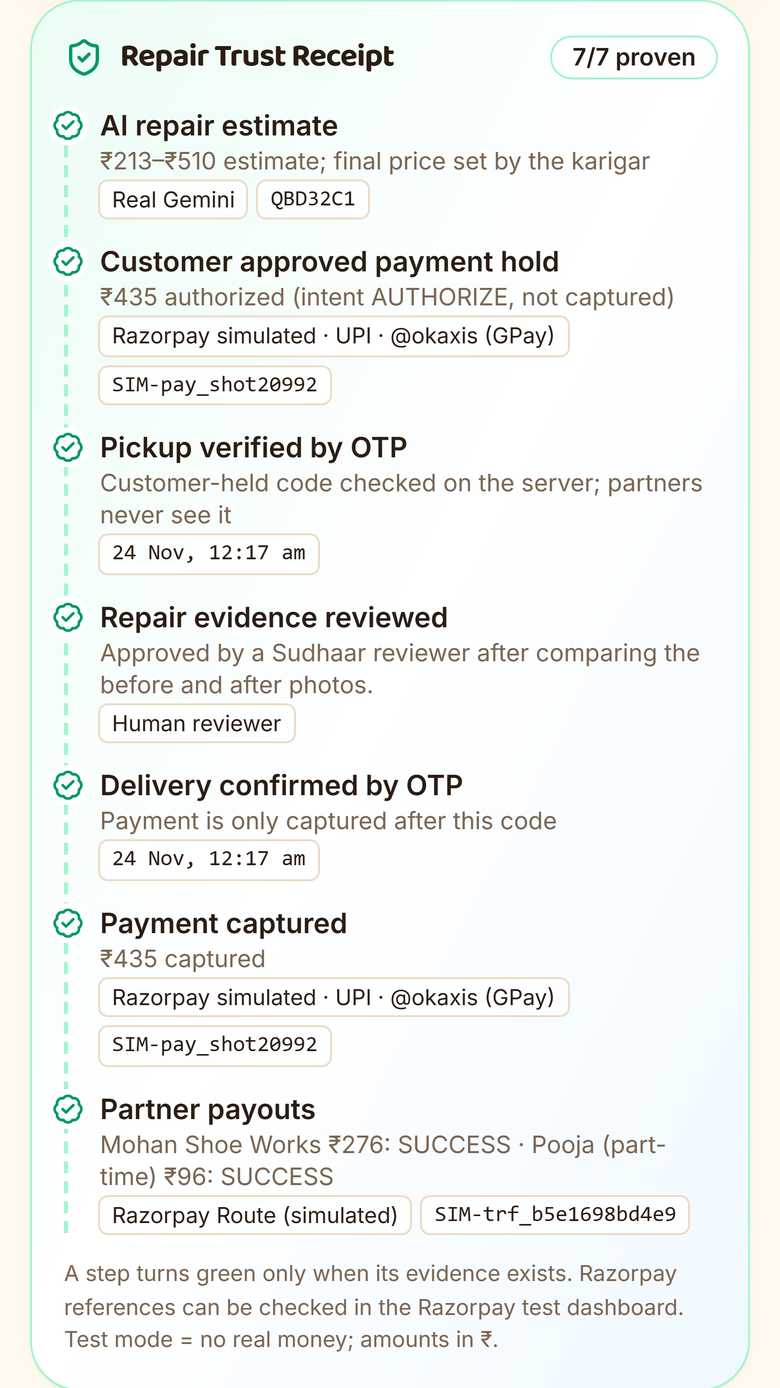 Repair Trust Receipt
7/7 proven
AI repair estimate
₹213–₹510 estimate; final price set by the karigar
Real Gemini
QBD32C1
Customer approved payment hold
₹435 authorized (intent AUTHORIZE, not captured)
Razorpay simulated · UPI · @okaxis (GPay)
SIM-pay_shot20992
Pickup verified by OTP
Customer-held code checked on the server; partners
never see it
24 Nov, 12:17 am
Repair evidence reviewed
Approved by a Sudhaar reviewer after comparing the
before and after photos.
Human reviewer
Delivery confirmed by OTP
Payment is only captured after this code
24 Nov, 12:17 am
Payment captured
₹435 captured
Razorpay simulated · UPI · @okaxis (GPay)
SIM-pay_shot20992
Partner payouts
Mohan Shoe Works ₹276: SUCCESS · Pooja (part-
time) ₹96: SUCCESS
Razorpay Route (simulated)
SIM-trf_b5e1698bd4e9
A step turns green only when its evidence exists. Razorpay
references can be checked in the Razorpay test dashboard.
Test mode = no real money; amounts in ₹.